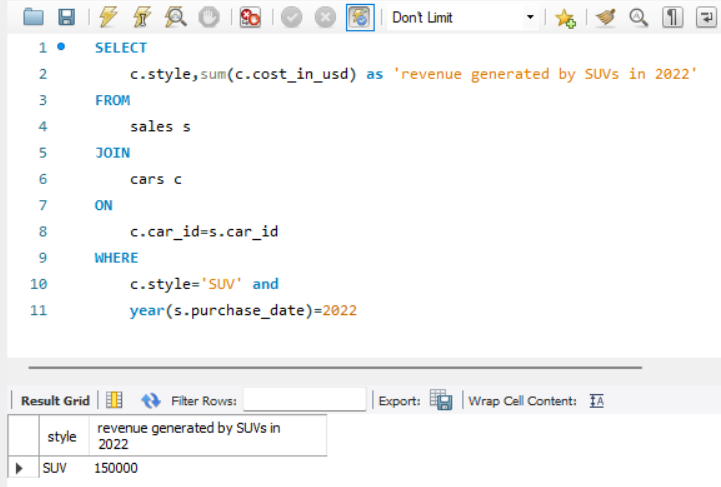 Don't Limit
1 SELECT
2 c.style,sum(c.cost_in_usd) as 'revenue generated by SUVs in 2022'
3 FROM
4 sales s
5 JOIN
6 cars c
7 ON
8 c.car_id=s.car_id
9 WHERE
10 c.style='SUV' and
11 year(s.purchase_date)=2022
Result Grid Filter Rows: Export: Wrap Cell Content:
style revenue generated by SUVs in
2022
SUV 150000